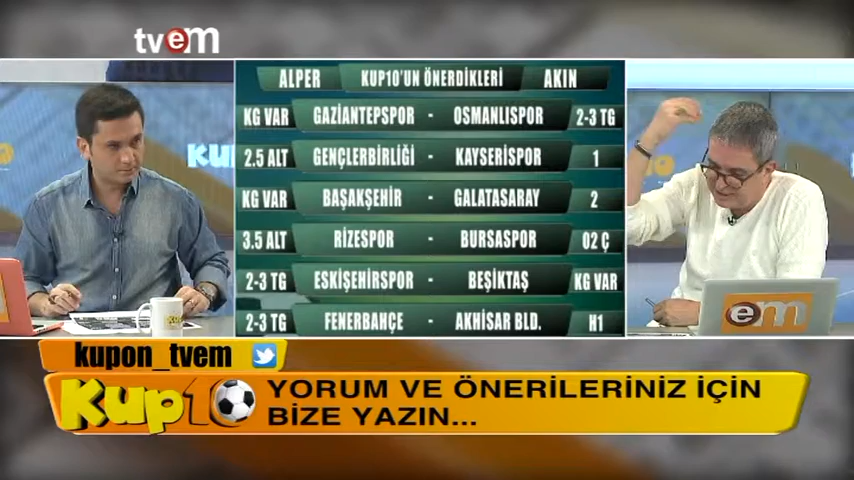 tvem
ALPER KUP10'UN ÖNERDİKLERİ AKIN
KG VAR GAZİANTEPSPOR - OSMANLISPOR 2-3 TG
2.5 ALT GENÇLERBİRLİĞİ - KAYSERİSPOR 1
KG VAR BAŞAKŞEHİR - GALATASARAY 2
3.5 ALT RİZESPOR - BURSASPOR 02 Ç
2-3 TG ESKİŞEHİRSPOR - BEŞİKTAŞ KG VAR
2-3 TG FENERBAHÇE - AKHİSAR BLD. H1
em
kupon_tvem
Kup10
YORUM VE ÖNERİLERİNİZ İÇİN
BİZE YAZIN...